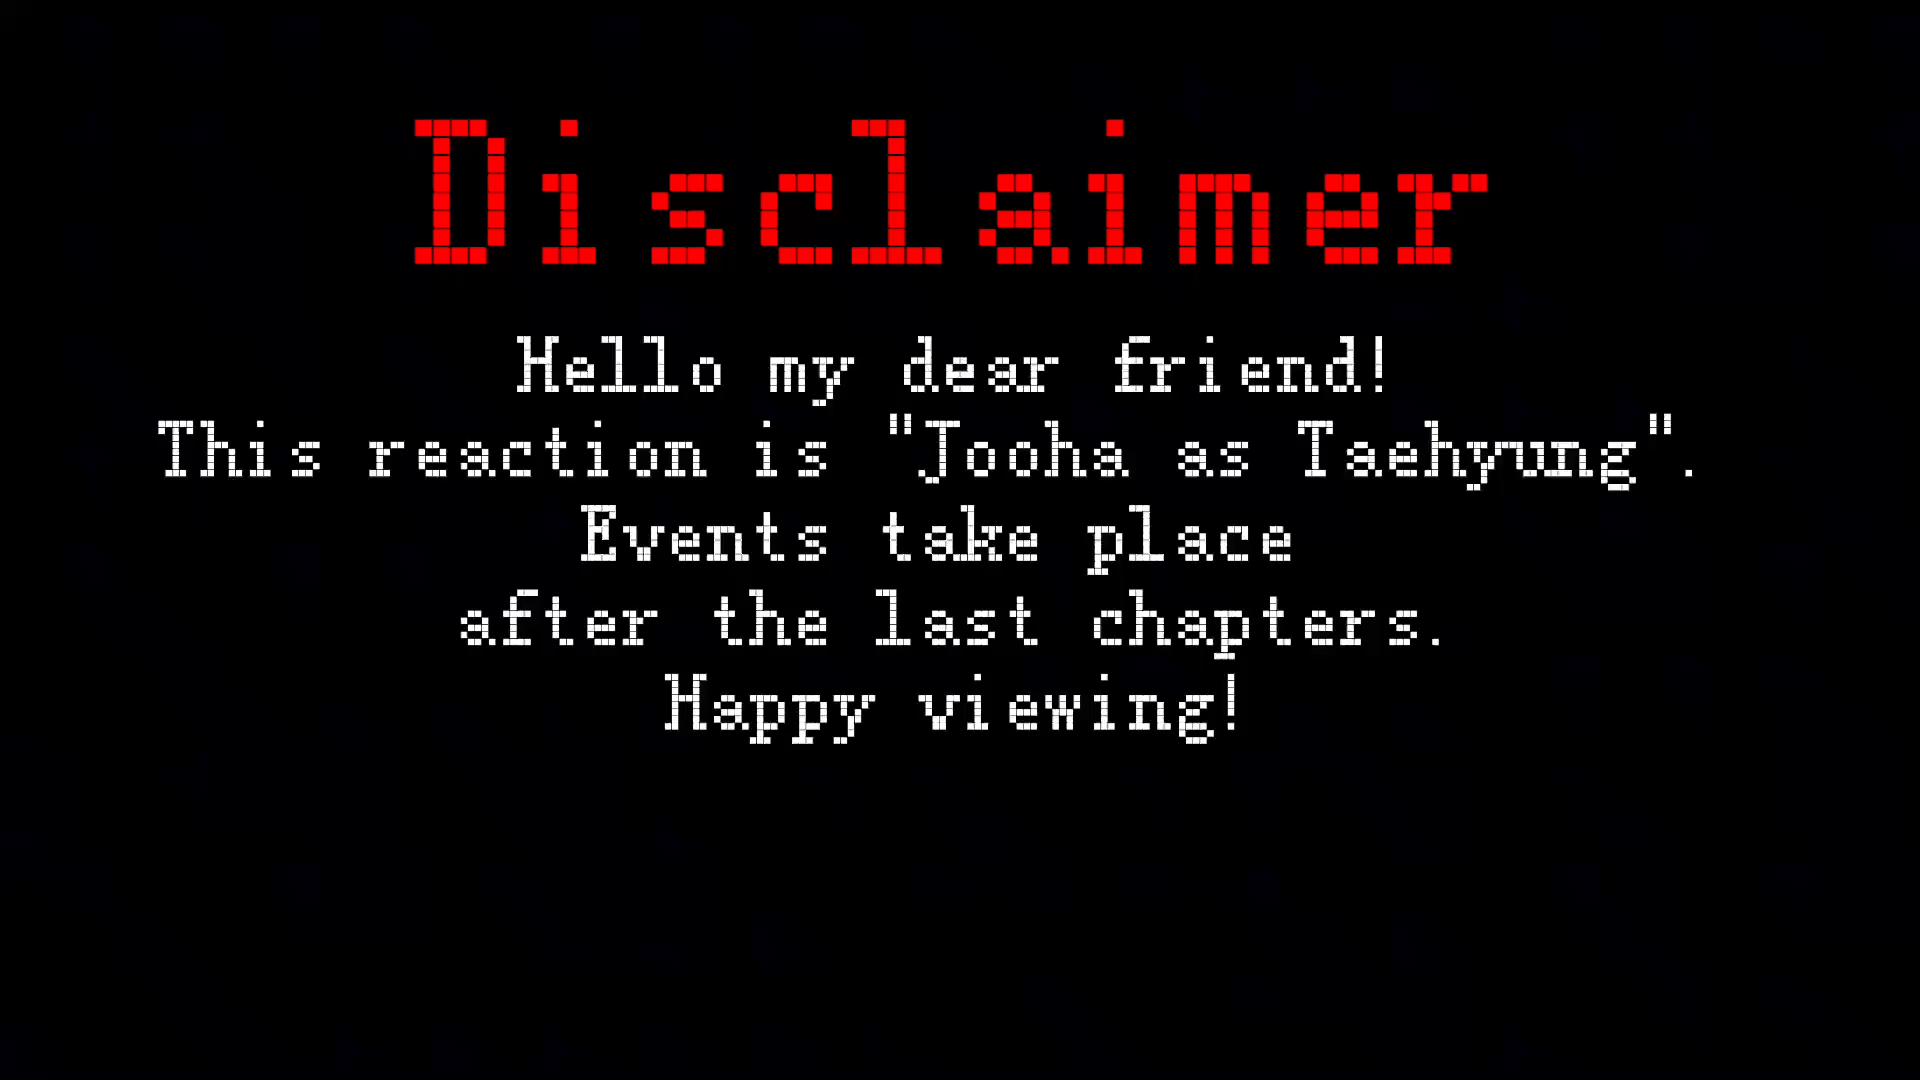 Disclaimer
Hello my dear friend!
This reaction is "Jooha as Taehyung".
Events take place
after the last chapters.
Happy viewing!